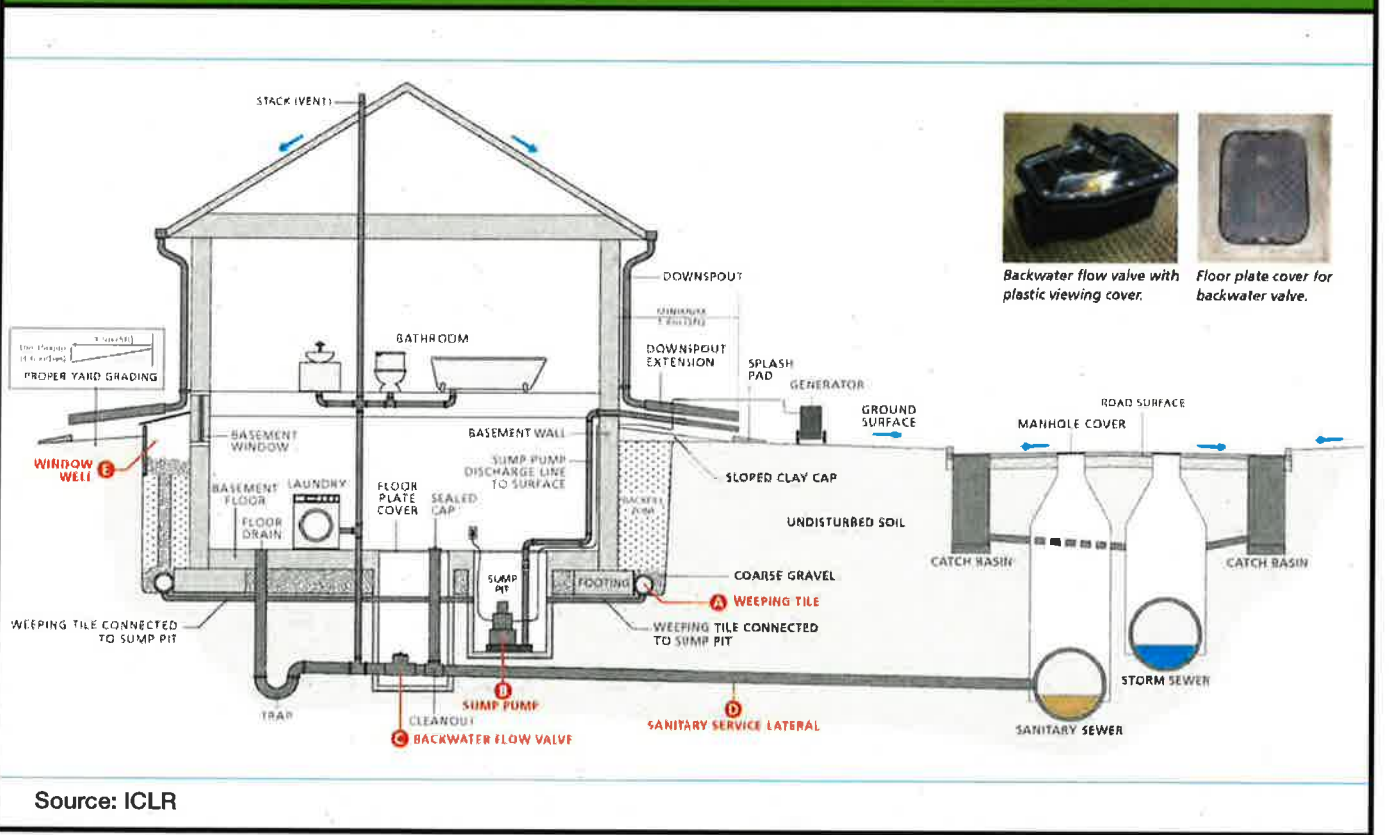 STACK (VENT)
Backwater flow valve with
plastic viewing cover.
Floor plate cover for
backwater valve.
DOWNSPOUT
MINIMUM
BATHROOM
DOWNSPOUT
EXTENSION
SPLASH
PAD
GENERATOR
PROPER YARD GRADING
GROUND
SURFACE
ROAD SURFACE
MANHOLE COVER
BASEMENT
WINDOW
BASEMENT WALL
WINDOW
WELL
E
SUMP PUMP
DISCHARGE LINE
TO SURFACE
SLOPED CLAY CAP
BASEMENT
FLOOR
LAUNDRY
FLOOR
PLATE
COVER
SEALED
CAP
BACKFILL
ZONE
FLOOR
DRAIN
UNDISTURBED SOIL
CATCH BASIN
CATCH BASIN
SUMP
PIT
FOOTING
COARSE GRAVEL
A WEEPING TILE
WEEPING TILE CONNECTED
TO SUMP PIT
WEEPING TILE CONNECTED
TO SUMP PIT
B
SUMP PUMP
TRAP
CLEANOUT
C BACKWATER FLOW VALVE
D
SANITARY SERVICE LATERAL
STORM SEWER
SANITARY SEWER
Source: ICLR